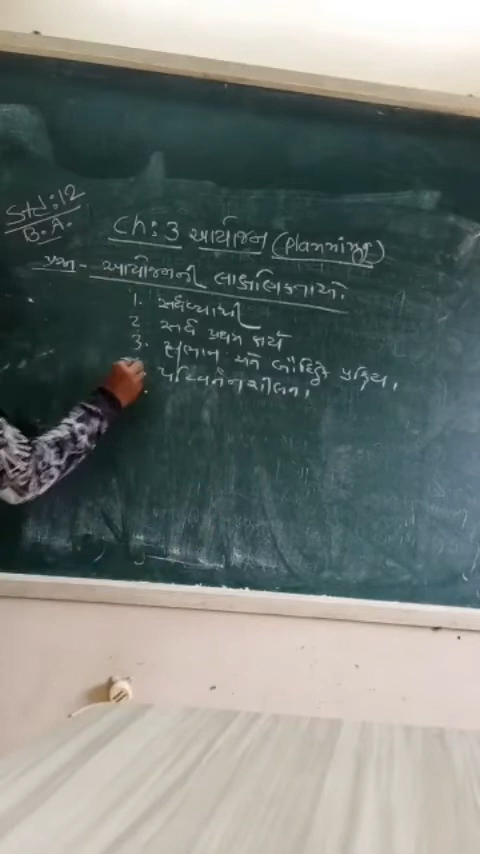 Std:12
B.A.
Ch: 3 આયોજન (Planning)
પ્રશ્ન - આયોજનની લાક્ષણિકતાઓ.
1. સર્વવ્યાપી
2 સર્વ પ્રથમ કાર્ય
3. સભાન અને બૌદ્ધિક પ્રક્રિયા.
પરિવર્તનશીલતા.